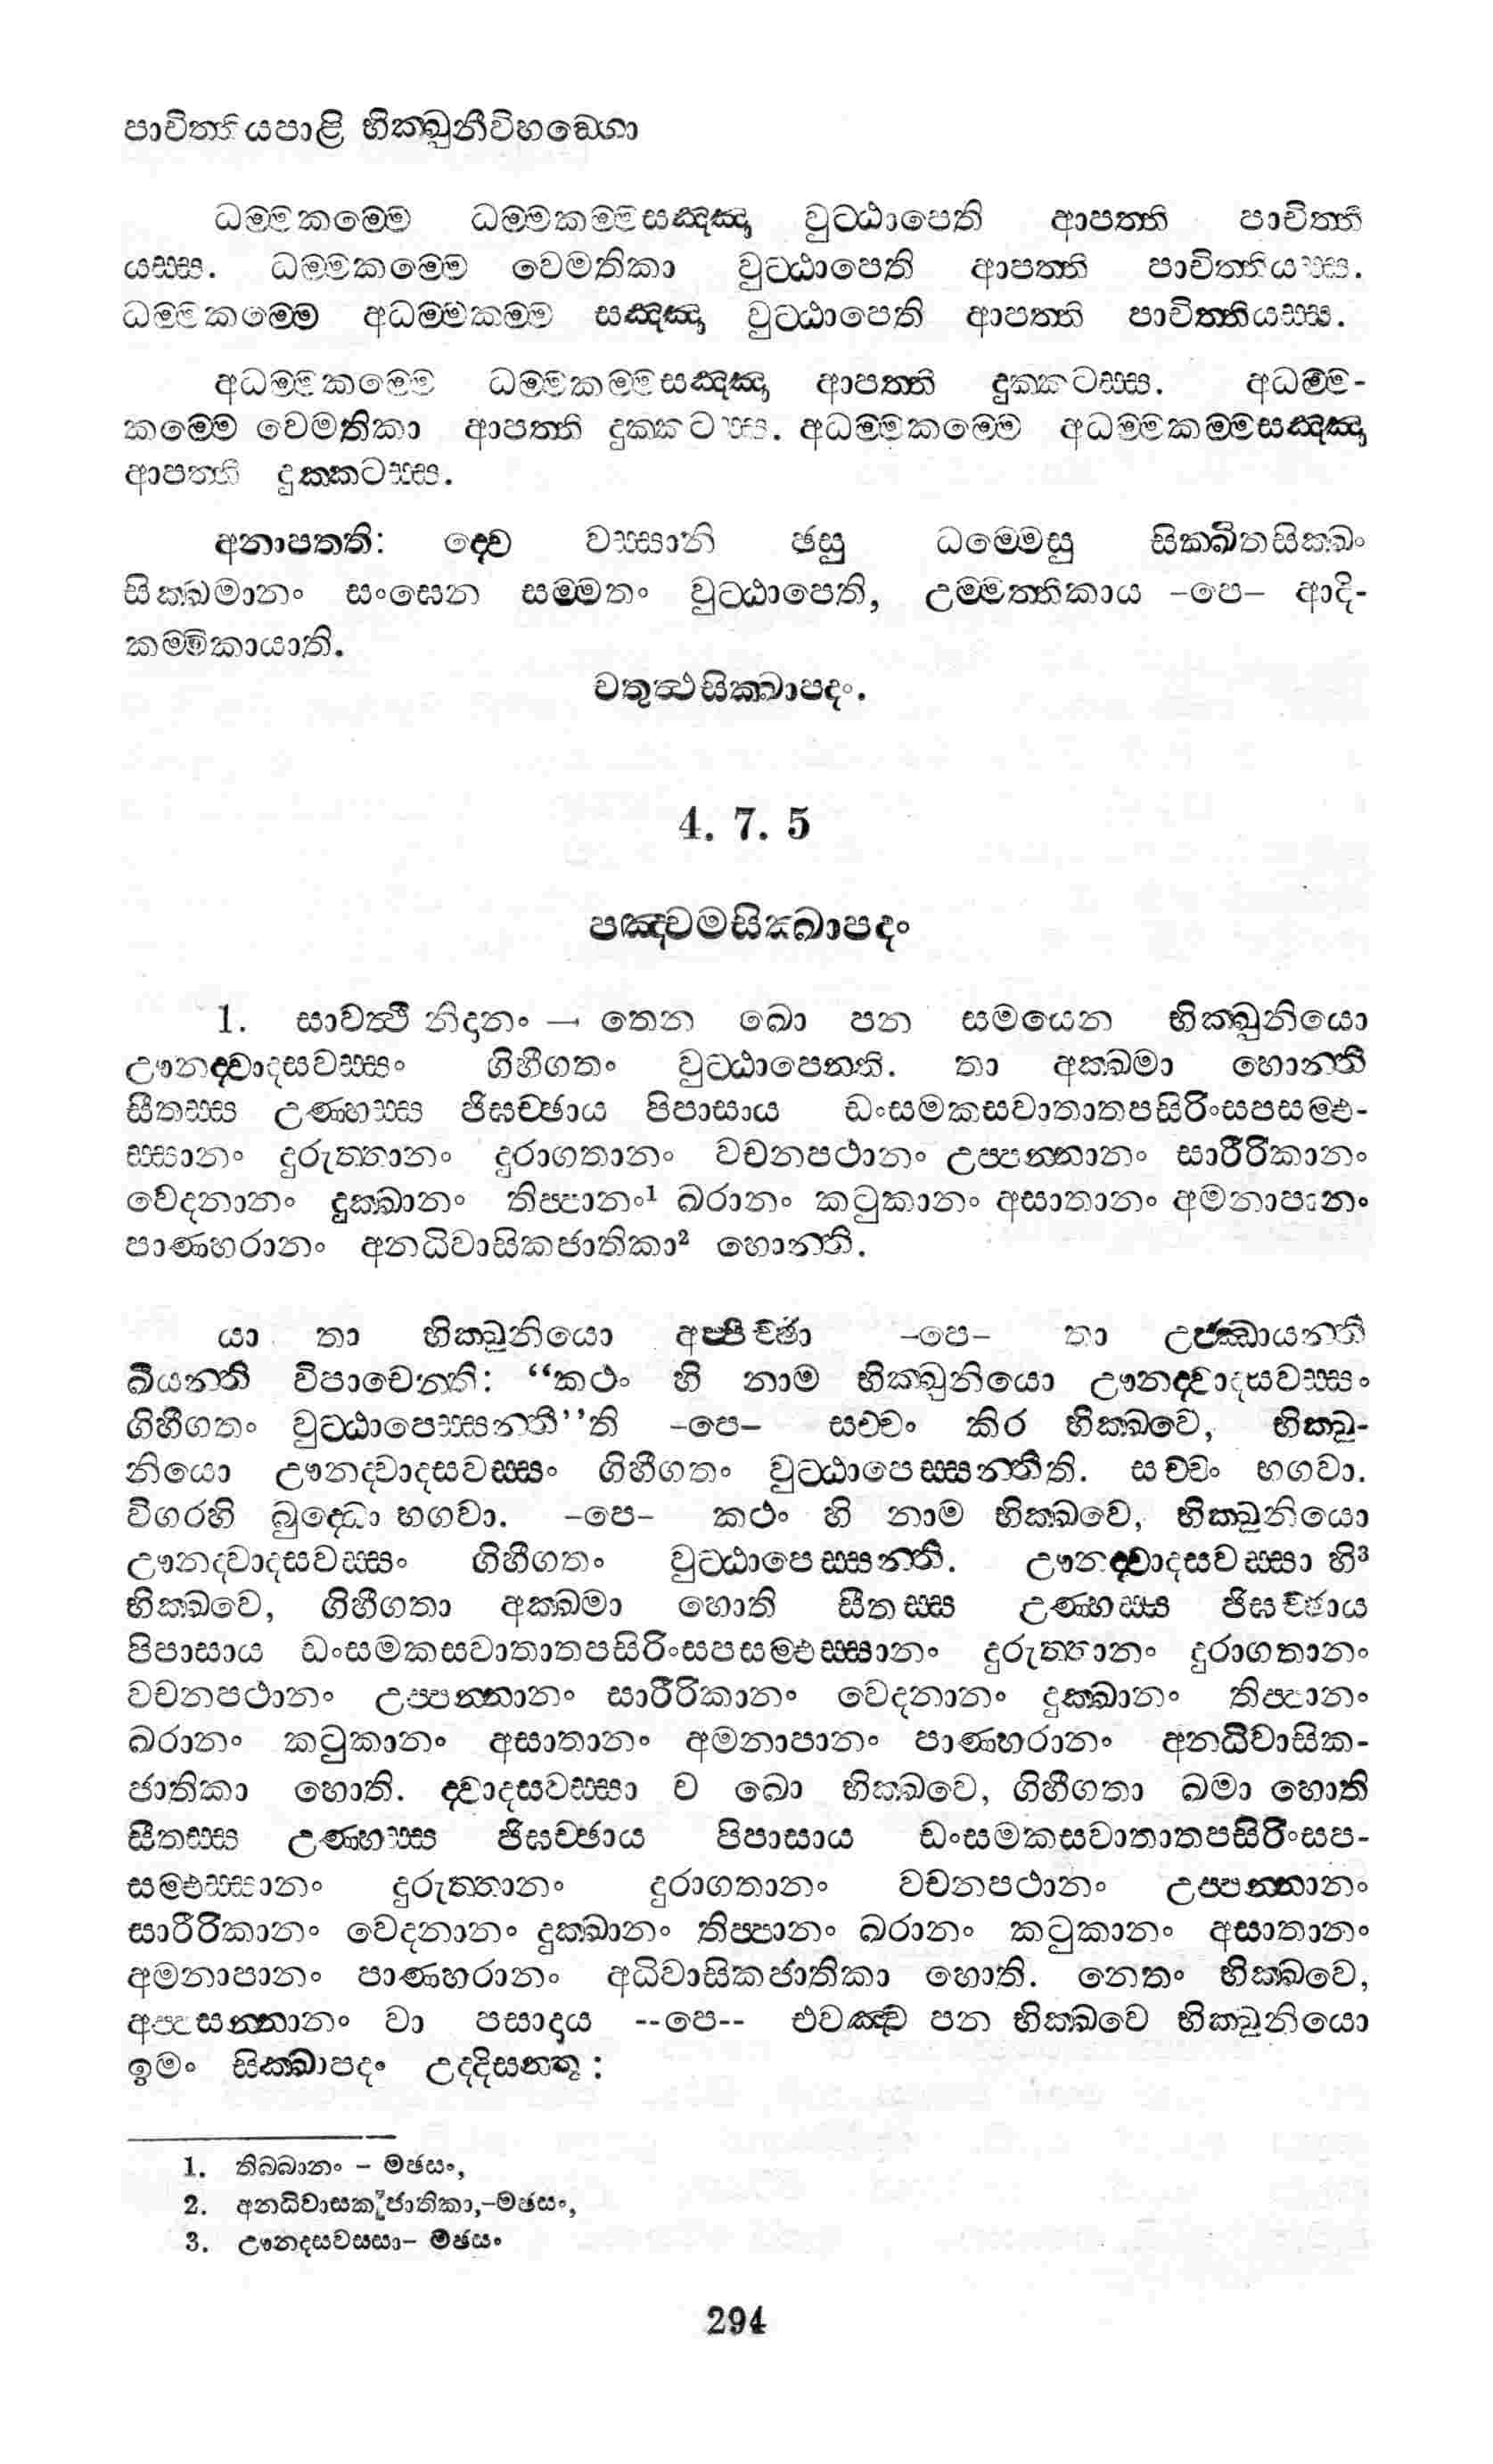 පාචිත්තියපාළි භික්ඛුනීවිභඞ්ගො
ධම්මකම්මෙ ධම්මකම්මසඤ්ඤා වුට්ඨාපෙති ආපත්ති පාචිත්ති
යස්ස. ධම්මකම්මෙ වෙමතිකා වුට්ඨාපෙති ආපත්ති පාචිත්තියස්ස.
ධම්මකම්මෙ අධම්මකම්ම සඤ්ඤා වුට්ඨාපෙති ආපත්ති පාචිත්තියස්ස.
අධම්මකම්මෙ ධම්මකම්මසඤ්ඤා ආපත්ති දුක්කටස්ස. අධම්ම-
කම්මෙ වෙමතිකා ආපත්ති දුක්කටස්ස. අධම්මකම්මෙ අධම්මකම්මසඤ්ඤා
ආපත්ති දුක්කටස්ස.
අනාපත්ති: ද්වෙ වස්සානි ඡසු ධම්මෙසු සික්ඛිතසික්ඛං
සික්ඛමානං සංඝෙන සම්මතං වුට්ඨාපෙති, උම්මත්තිකාය –පෙ– ආදි-
කම්මිකායාති.
චතුත්ථසික්ඛාපදං.
4. 7. 5
පඤ්චමසික්ඛාපදං
1. සාවත්ථි නිදානං — තෙන ඛො පන සමයෙන භික්ඛුනියො
ඌනද්වාදසවස්සං ගිහීගතං වුට්ඨාපෙන්ති. තා අක්ඛමා හොන්ති
සීතස්ස උණ්හස්ස ජිඝච්ඡාය පිපාසාය ඩංසමකසවාතාතපසිරිංසපසම්ඵ-
ස්සානං දුරුත්තානං දුරාගතානං වචනපථානං උප්පන්නානං සාරීරිකානං
වේදනානං දුක්ඛානං තිප්පානං¹ ඛරානං කටුකානං අසාතානං අමනාපානං
පාණහරානං අනධිවාසිකජාතිකා² හොන්ති.
යා තා භික්ඛුනියො අප්පිච්ඡා –පෙ– තා උජ්ඣායන්ති
ඛීයන්ති විපාචෙන්ති: “කථං හි නාම භික්ඛුනියො ඌනද්වාදසවස්සං
ගිහීගතං වුට්ඨාපෙස්සන්තී’’ති –පෙ– සච්චං කිර භික්ඛවෙ, භික්ඛු-
නියො ඌනද්වාදසවස්සං ගිහීගතං වුට්ඨාපෙස්සන්තීති. සච්චං භගවා.
විගරහි බුද්ධො භගවා. –පෙ– කථං හි නාම භික්ඛවෙ, භික්ඛුනියො
ඌනද්වාදසවස්සං ගිහීගතං වුට්ඨාපෙස්සන්ති. ඌනද්වාදසවස්සා හි³
භික්ඛවෙ, ගිහීගතා අක්ඛමා හොති සීතස්ස උණ්හස්ස ජිඝච්ඡාය
පිපාසාය ඩංසමකසවාතාතපසිරිංසපසම්ඵස්සානං දුරුත්තානං දුරාගතානං
වචනපථානං උප්පන්නානං සාරීරිකානං වෙදනානං දුක්ඛානං තිප්පානං
ඛරානං කටුකානං අසාතානං අමනාපානං පාණහරානං අනධිවාසික-
ජාතිකා හොති. ද්වාදසවස්සා ච ඛො භික්ඛවෙ, ගිහීගතා ඛමා හොති
සීතස්ස උණ්හස්ස ජිඝච්ඡාය පිපාසාය ඩංසමකසවාතාතපසිරිංසප-
සම්ඵස්සානං දුරුත්තානං දුරාගතානං වචනපථානං උප්පන්නානං
සාරීරිකානං වෙදනානං දුක්ඛානං තිප්පානං ඛරානං කටුකානං අසාතානං
අමනාපානං පාණහරානං අධිවාසිකජාතිකා හොති. නෙතං භික්ඛවෙ,
අප්පසන්නානං වා පසාදාය --පෙ-- එවඤ්ච පන භික්ඛවෙ භික්ඛුනියො
ඉමං සික්ඛාපදං උද්දිසන්තු:
1. තිබ්බානං – මඡසං,
2. අනධිවාසකජාතිකා,–මඡසං,
3. ඌනදසවස්සා– මඡසං
294